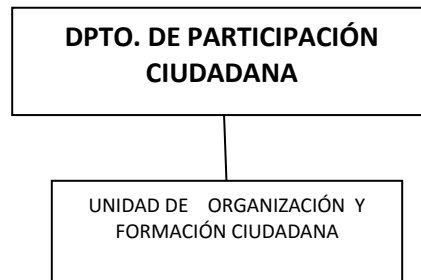 DPTO. DE PARTICIPACIÓN
CIUDADANA
UNIDAD DE ORGANIZACIÓN Y
FORMACIÓN CIUDADANA